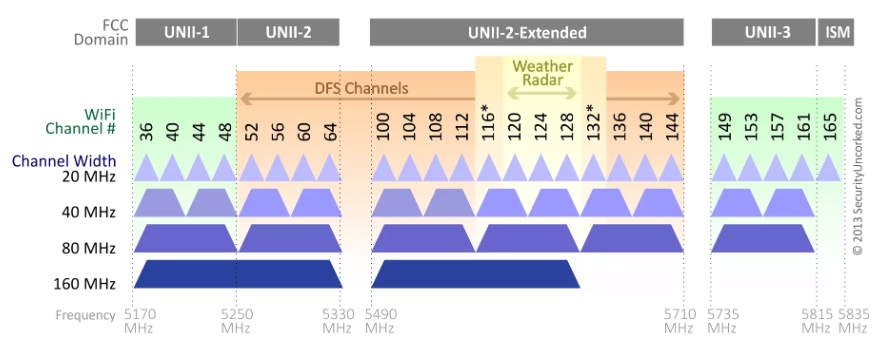 FCC
Domain
UNII-1
UNII-2
UNII-2-Extended
UNII-3
ISM
Weather
Radar
DFS Channels
WiFi
Channel #
36
40
44
48
52
56
60
64
100
104
108
112
116*
120
124
128
132*
136
140
144
149
153
157
161
165
Channel Width
20 MHz
40 MHz
80 MHz
160 MHz
Frequency
5170
MHz
5250
MHz
5330
MHz
5490
MHz
5710
MHz
5735
MHz
5815
MHz
5835
MHz
© 2013 SecurityUncorked.com